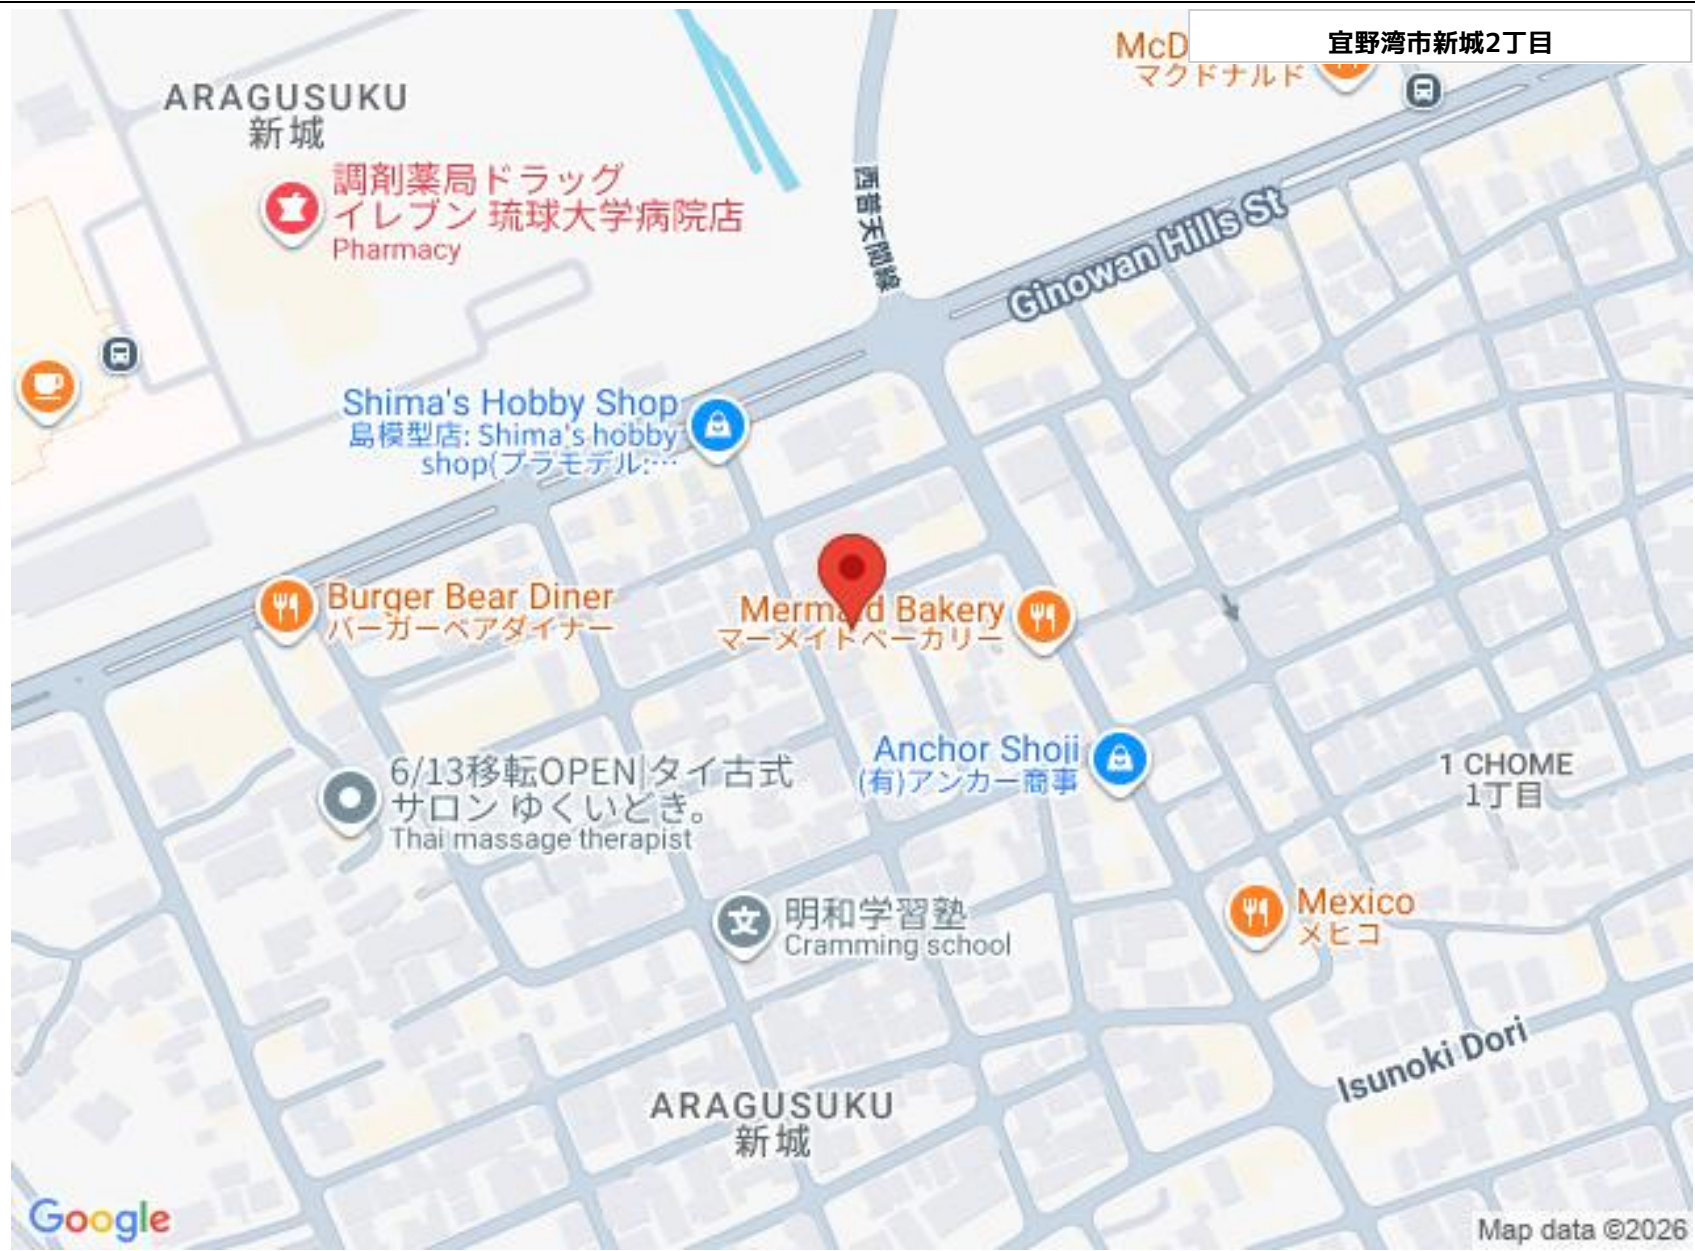 宜野湾市新城2丁目
McD
マクドナルド
ARAGUSUKU
新城
調剤薬局ドラッグ
イレブン 琉球大学病院店
Pharmacy
西普天間線
Ginowan Hills St
Shima's Hobby Shop
島模型店: Shima's hobby
shop(プラモデル:…
Burger Bear Diner
バーガーベアダイナー
Mermaid Bakery
マーメイドベーカリー
Anchor Shoji
(有)アンカー商事
1 CHOME
1丁目
6/13移転OPEN|タイ古式
サロン ゆくいどき。
Thai massage therapist
文
明和学習塾
Cramming school
Mexico
メヒコ
Isunoki Dori
ARAGUSUKU
新城
Google
Map data ©2026